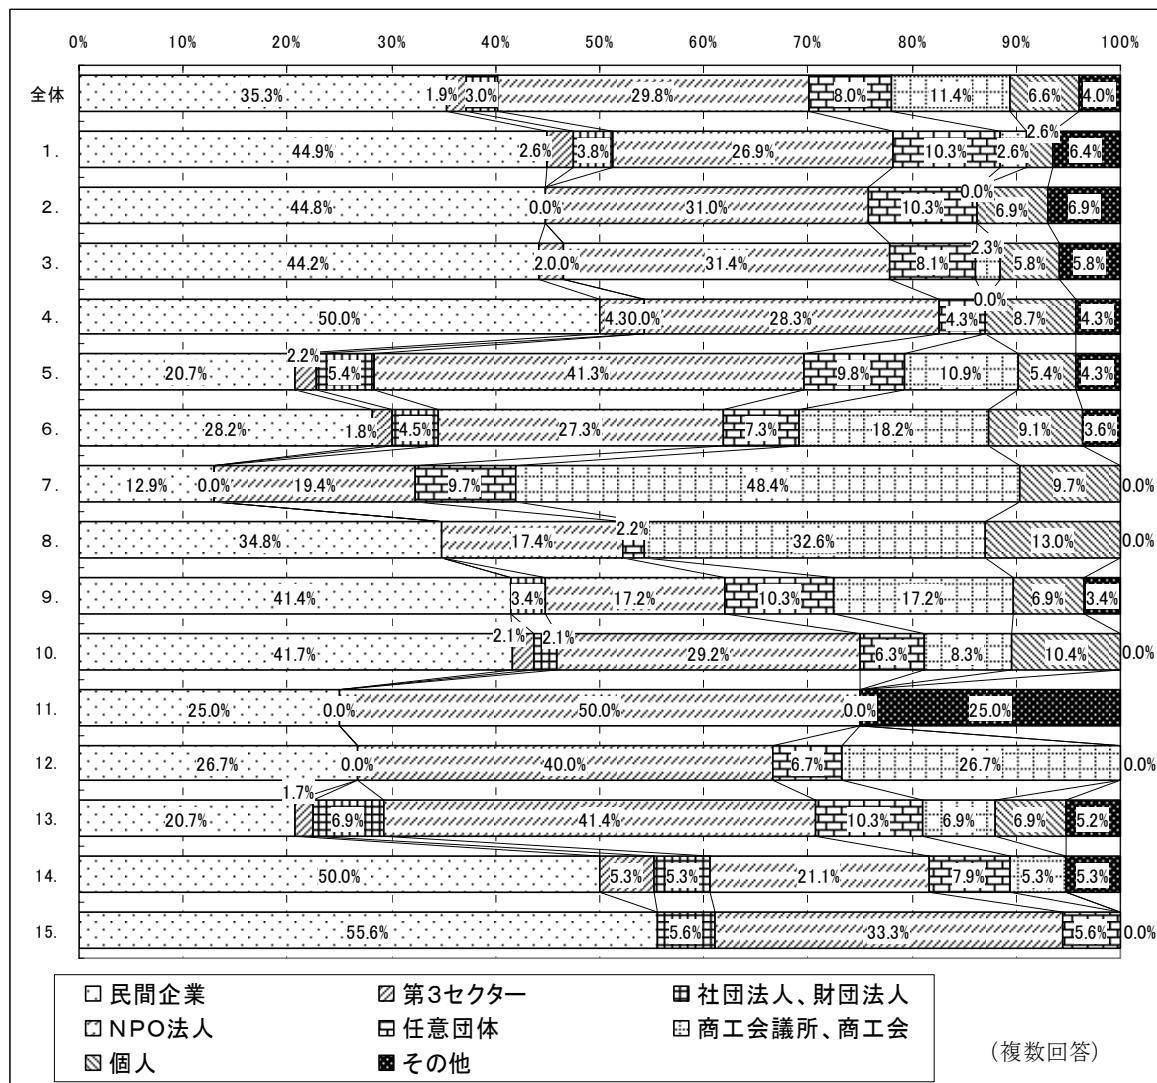 0% 10% 20% 30% 40% 50% 60% 70% 80% 90% 100%
全体 35.3% 1.9% 3.0% 29.8% 8.0% 11.4% 6.6% 4.0%
1. 44.9% 2.6% 3.8% 26.9% 10.3% 2.6% 2.6% 6.4%
2. 44.8% 0.0% 31.0% 10.3% 0.0% 6.9% 6.9%
3. 44.2% 2.0.0% 31.4% 8.1% 2.3% 5.8% 5.8%
4. 50.0% 4.30.0% 28.3% 4.3% 0.0% 8.7% 4.3%
5. 20.7% 2.2% 5.4% 41.3% 9.8% 10.9% 5.4% 4.3%
6. 28.2% 1.8% 4.5% 27.3% 7.3% 18.2% 9.1% 3.6%
7. 12.9% 0.0% 19.4% 9.7% 48.4% 9.7% 0.0%
8. 34.8% 17.4% 2.2% 32.6% 13.0% 0.0%
9. 41.4% 3.4% 17.2% 10.3% 17.2% 6.9% 3.4%
10. 41.7% 2.1% 2.1% 29.2% 6.3% 8.3% 10.4% 0.0%
11. 25.0% 0.0% 50.0% 0.0% 25.0%
12. 26.7% 0.0% 40.0% 6.7% 26.7% 0.0%
13. 20.7% 1.7% 6.9% 41.4% 10.3% 6.9% 6.9% 5.2%
14. 50.0% 5.3% 5.3% 21.1% 7.9% 5.3% 5.3%
15. 55.6% 5.6% 33.3% 5.6% 0.0%
民間企業 第3セクター 社団法人、財団法人
NPO法人 任意団体 商工会議所、商工会
個人 その他
(複数回答)